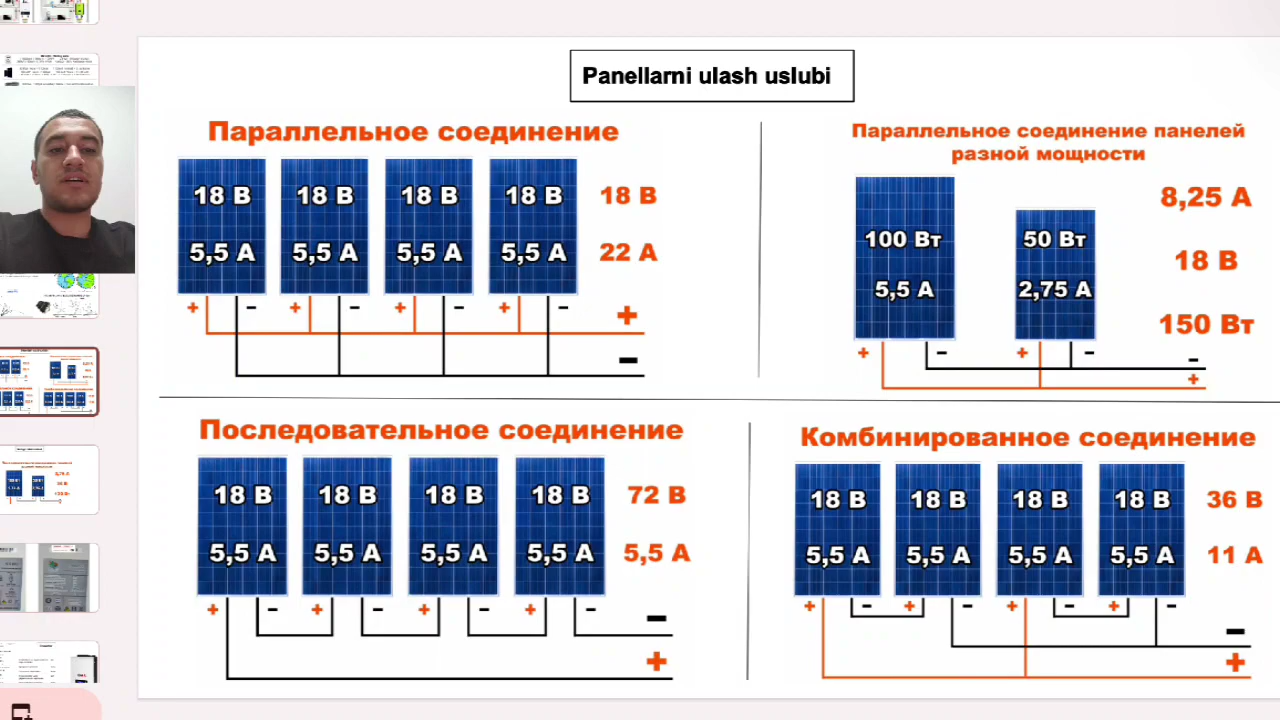 Panellarni ulash uslubi
Параллельное соединение
18 В 18 В 18 В 18 В 18 В
5,5 А 5,5 А 5,5 А 5,5 А 22 А
+ − + − + − + − +
−
Параллельное соединение панелей
разной мощности
8,25 А
100 Вт 50 Вт
18 В
5,5 А 2,75 А
150 Вт
+ − + − −
+
Последовательное соединение
18 В 18 В 18 В 18 В 72 В
5,5 А 5,5 А 5,5 А 5,5 А 5,5 А
+ − + − + − + − −
+
Комбинированное соединение
18 В 18 В 18 В 18 В 36 В
5,5 А 5,5 А 5,5 А 5,5 А 11 А
+ − + − + − + − −
+